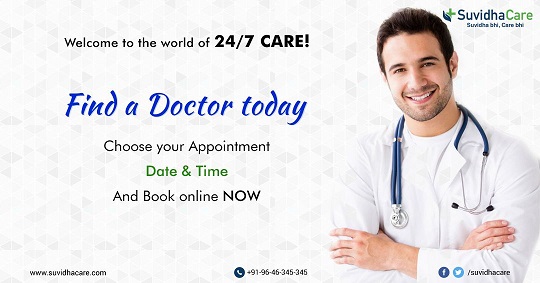 SuvidhaCare
Suvidha bhi, Care bhi
Welcome to the world of 24/7 CARE!
Find a Doctor today
Choose your Appointment
Date & Time
And Book online NOW
www.suvidhacare.com
+91-96-46-345-345
/suvidhacare